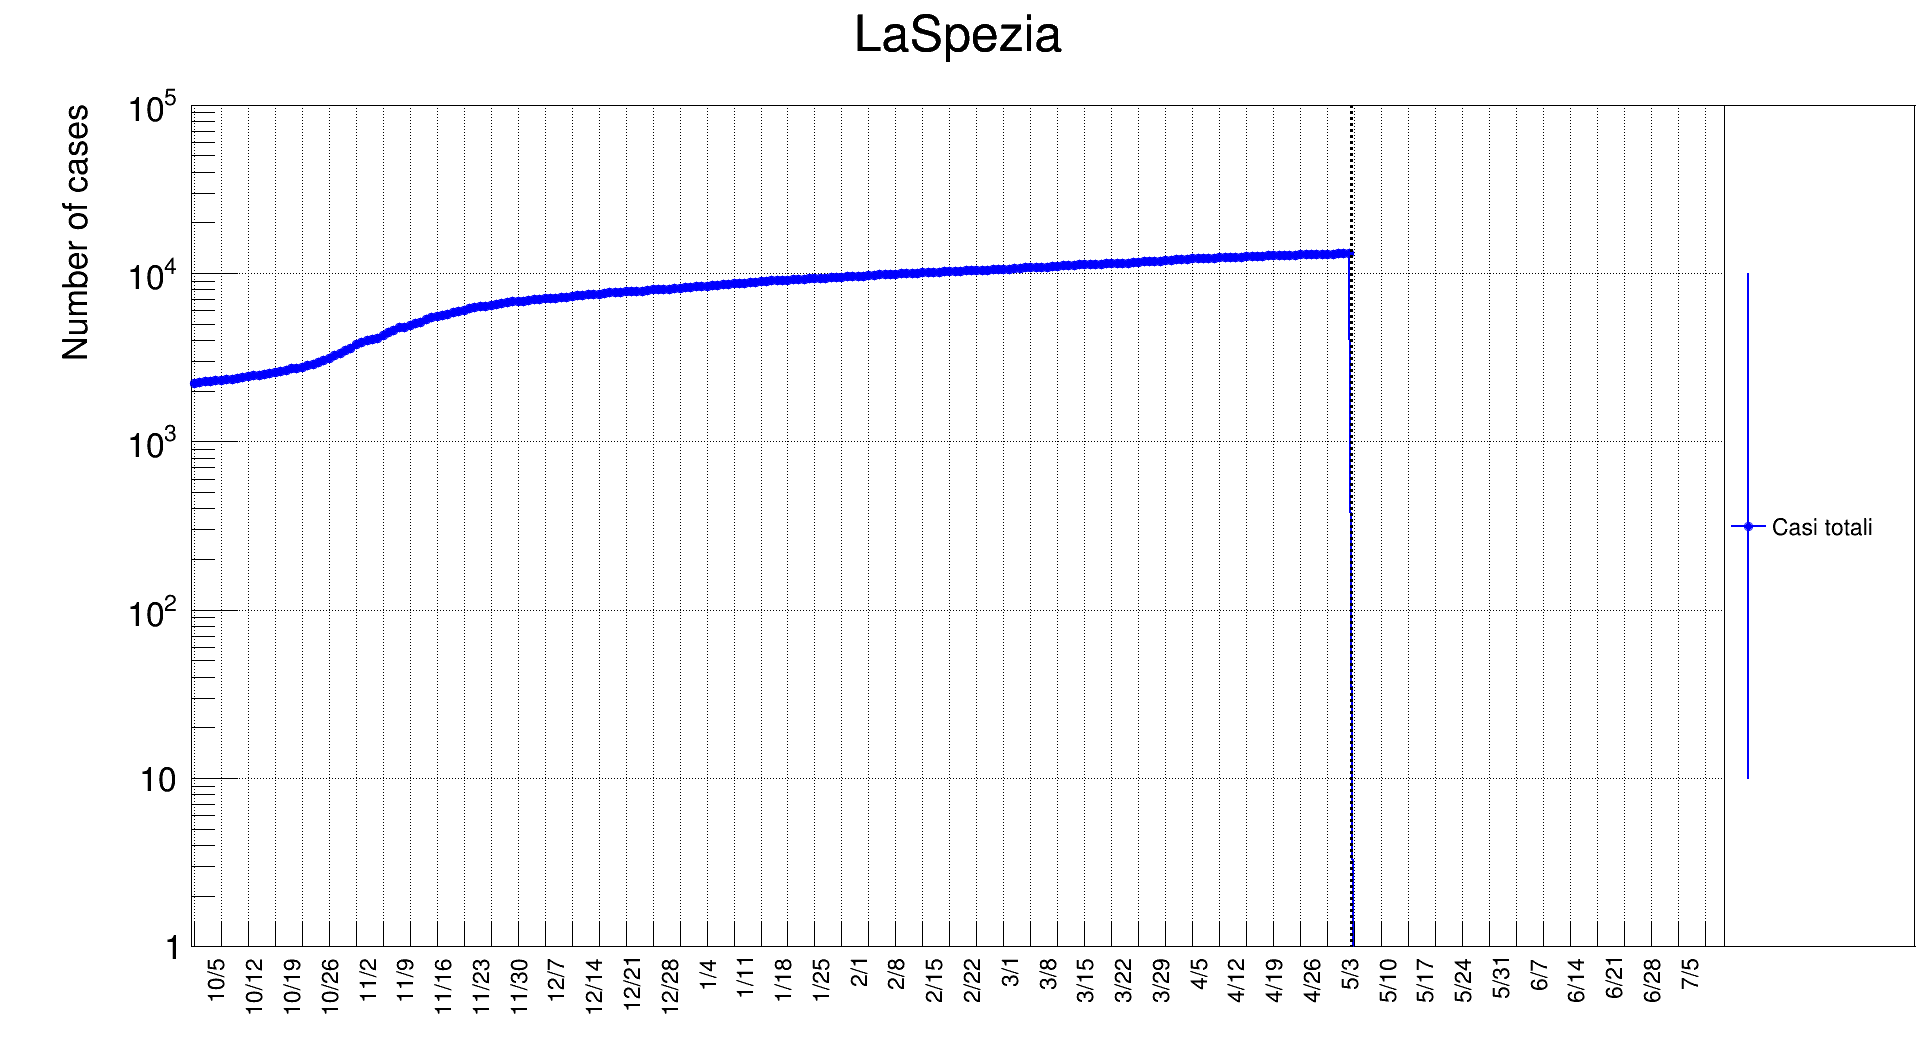 LaSpezia
Number of cases
10^5
10^4
10^3
10^2
10
1
10/5 10/12 10/19 10/26 11/2 11/9 11/16 11/23 11/30 12/7 12/14 12/21 12/28 1/4 1/11 1/18 1/25 2/1 2/8 2/15 2/22 3/1 3/8 3/15 3/22 3/29 4/5 4/12 4/19 4/26 5/3 5/10 5/17 5/24 5/31 6/7 6/14 6/21 6/28 7/5
Casi totali